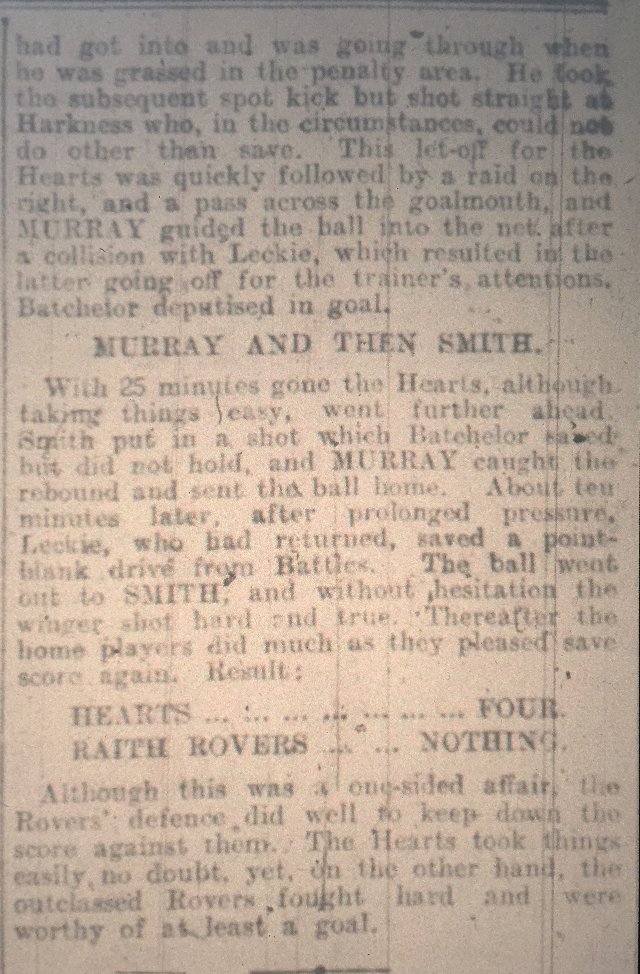 had got into and was going through when
he was grassed in the penalty area. He took
the subsequent spot kick but shot straight at
Harkness who, in the circumstances, could not
do other than save. This let-off for the
Hearts was quickly followed by a raid on the
right, and a pass across the goalmouth, and
MURRAY guided the ball into the net after
a collision with Leckie, which resulted in the
latter going off for the trainer's attentions.
Batchelor deputised in goal.
MURRAY AND THEN SMITH.
With 25 minutes gone the Hearts, although
taking things easy, went further ahead.
Smith put in a shot which Batchelor saved
but did not hold, and MURRAY caught the
rebound and sent the ball home. About ten
minutes later, after prolonged pressure,
Leckie, who had returned, saved a point-
blank drive from Battles. The ball went
out to SMITH, and without hesitation the
winger shot hard and true. Thereafter the
home players did much as they pleased save
score again. Result:
HEARTS ... ... ... ... ... ... ... FOUR.
RAITH ROVERS ... ... NOTHING.
Although this was a one-sided affair, the
Rovers' defence did well to keep down the
score against them. The Hearts took things
easily, no doubt, yet, on the other hand, the
outclassed Rovers fought hard and were
worthy of at least a goal.